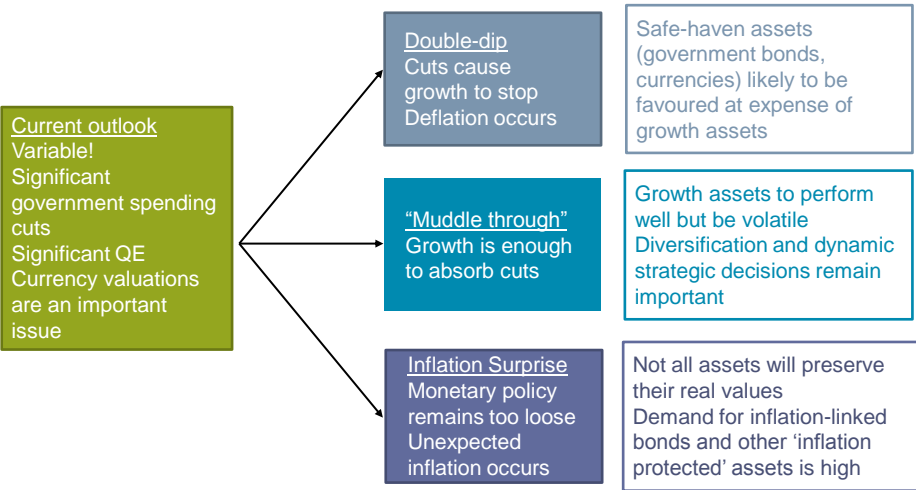 Current outlook
Variable!
Significant
government spending
cuts
Significant QE
Currency valuations
are an important
issue
Double-dip
Cuts cause
growth to stop
Deflation occurs
Safe-haven assets
(government bonds,
currencies) likely to be
favoured at expense of
growth assets
“Muddle through”
Growth is enough
to absorb cuts
Growth assets to perform
well but be volatile
Diversification and dynamic
strategic decisions remain
important
Inflation Surprise
Monetary policy
remains too loose
Unexpected
inflation occurs
Not all assets will preserve
their real values
Demand for inflation-linked
bonds and other ‘inflation
protected’ assets is high